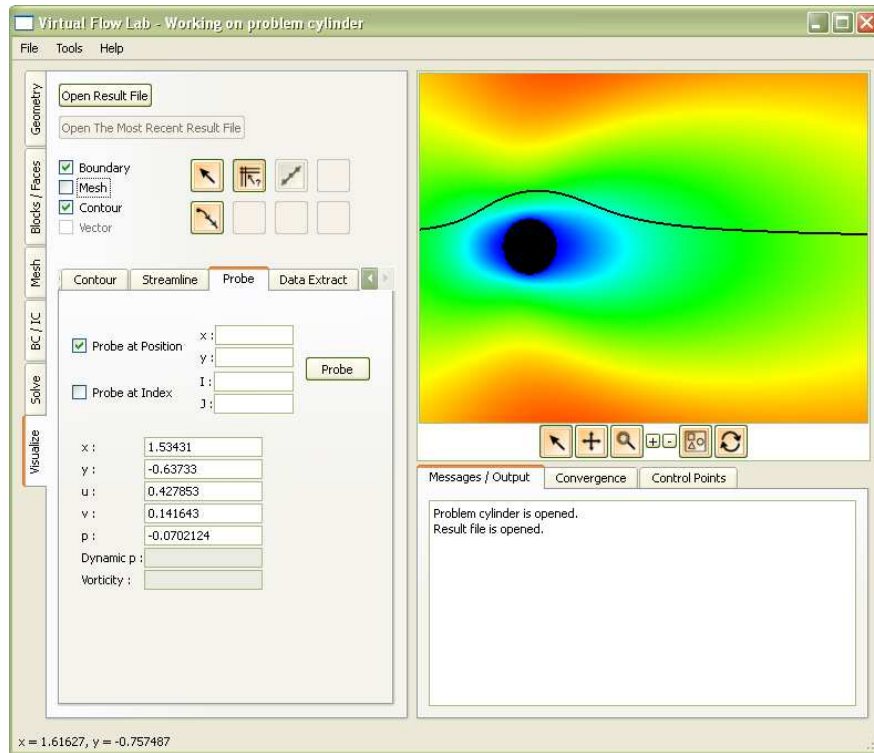 Virtual Flow Lab - Working on problem cylinder
File Tools Help
Geometry
Blocks / Faces
Mesh
BC / IC
Solve
Visualize
Open Result File
Open The Most Recent Result File
Boundary
Mesh
Contour
Vector
Contour Streamline Probe Data Extract
Probe at Position
x :
y :
Probe at Index
I :
J :
Probe
x : 1.53431
y : -0.63733
u : 0.427853
v : 0.141643
p : -0.0702124
Dynamic p :
Vorticity :
Messages / Output Convergence Control Points
Problem cylinder is opened.
Result file is opened.
x = 1.61627, y = -0.757487